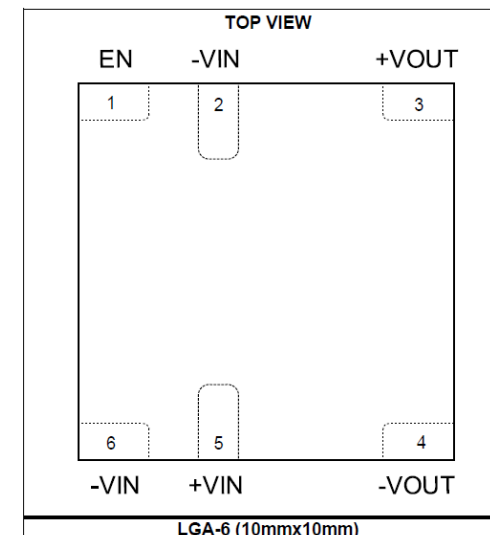 TOP VIEW
EN -VIN +VOUT
1 2 3
6 5 4
-VIN +VIN -VOUT
LGA-6 (10mmx10mm)